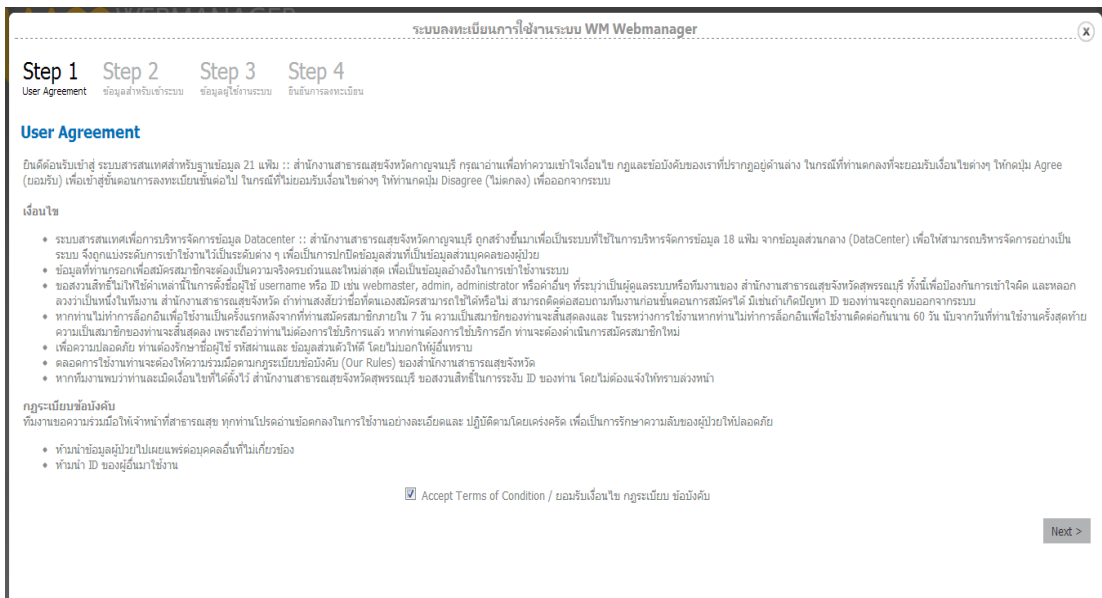 ระบบลงทะเบียนการใช้งานระบบ WM Webmanager
x
Step 1 Step 2 Step 3 Step 4
User Agreement ข้อมูลสำหรับเข้าระบบ ข้อมูลผู้ใช้งานระบบ ยืนยันการลงทะเบียน
User Agreement
ยินดีต้อนรับเข้าสู่ ระบบสารสนเทศสำหรับฐานข้อมูล 21 แฟ้ม :: สำนักงานสาธารณสุขจังหวัดกาญจนบุรี กรุณาอ่านเพื่อทำความเข้าใจเงื่อนไข กฎและข้อบังคับของเราที่ปรากฏอยู่ด้านล่าง ในกรณีที่ท่านตกลงที่จะยอมรับเงื่อนไขต่างๆ ให้กดปุ่ม Agree
(ยอมรับ) เพื่อเข้าสู่ขั้นตอนการลงทะเบียนขั้นต่อไป ในกรณีที่ไม่ยอมรับเงื่อนไขต่างๆ ให้ท่านกดปุ่ม Disagree (ไม่ตกลง) เพื่อออกจากระบบ
เงื่อนไข
• ระบบสารสนเทศเพื่อการบริหารจัดการข้อมูล Datacenter :: สำนักงานสาธารณสุขจังหวัดกาญจนบุรี ถูกสร้างขึ้นมาเพื่อเป็นระบบที่ใช้ในการบริหารจัดการข้อมูล 18 แฟ้ม จากข้อมูลส่วนกลาง (DataCenter) เพื่อให้สามารถบริหารจัดการอย่างเป็น
ระบบ จึงถูกแบ่งระดับการเข้าใช้งานไว้เป็นระดับต่าง ๆ เพื่อเป็นการปกปิดข้อมูลส่วนที่เป็นข้อมูลส่วนบุคคลของผู้ป่วย
• ข้อมูลที่ท่านกรอกเพื่อสมัครสมาชิกจะต้องเป็นความจริงครบถ้วนและใหม่ล่าสุด เพื่อเป็นข้อมูลอ้างอิงในการเข้าใช้งานระบบ
• ขอสงวนสิทธิ์ไม่ให้ใช้คำเหล่านี้ในการตั้งชื่อผู้ใช้ username หรือ ID เช่น webmaster, admin, administrator หรือคำอื่นๆ ที่ระบุว่าเป็นผู้ดูแลระบบหรือทีมงานของ สำนักงานสาธารณสุขจังหวัดสุพรรณบุรี ทั้งนี้เพื่อป้องกันการเข้าใจผิด และหลอก
ลวงว่าเป็นหนึ่งในทีมงาน สำนักงานสาธารณสุขจังหวัด ถ้าท่านสงสัยว่าชื่อที่ตนเองสมัครสามารถใช้ได้หรือไม่ สามารถติดต่อสอบถามทีมงานก่อนขั้นตอนการสมัครได้ มิเช่นถ้าเกิดปัญหา ID ของท่านจะถูกลบออกจากระบบ
• หากท่านไม่ทำการล็อกอินเพื่อใช้งานเป็นครั้งแรกหลังจากที่ท่านสมัครสมาชิกภายใน 7 วัน ความเป็นสมาชิกของท่านจะสิ้นสุดลงและ ในระหว่างการใช้งานหากท่านไม่ทำการล็อกอินเพื่อใช้งานติดต่อกันนาน 60 วัน นับจากวันที่ท่านใช้งานครั้งสุดท้าย
ความเป็นสมาชิกของท่านจะสิ้นสุดลง เพราะถือว่าท่านไม่ต้องการใช้บริการแล้ว หากท่านต้องการใช้บริการอีก ท่านจะต้องดำเนินการสมัครสมาชิกใหม่
• เพื่อความปลอดภัย ท่านต้องรักษาชื่อผู้ใช้ รหัสผ่านและ ข้อมูลส่วนตัวให้ดี โดยไม่บอกให้ผู้อื่นทราบ
• ตลอดการใช้งานท่านจะต้องให้ความร่วมมือตามกฎระเบียบข้อบังคับ (Our Rules) ของสำนักงานสาธารณสุขจังหวัด
• หากทีมงานพบว่าท่านละเมิดเงื่อนไขที่ได้ตั้งไว้ สำนักงานสาธารณสุขจังหวัดสุพรรณบุรี ขอสงวนสิทธิ์ในการระงับ ID ของท่าน โดยไม่ต้องแจ้งให้ทราบล่วงหน้า
กฎระเบียบข้อบังคับ
ทีมงานขอความร่วมมือให้เจ้าหน้าที่สาธารณสุข ทุกท่านโปรดอ่านข้อตกลงในการใช้งานอย่างละเอียดและ ปฏิบัติตามโดยเคร่งครัด เพื่อเป็นการรักษาความลับของผู้ป่วยให้ปลอดภัย
• ห้ามนำข้อมูลผู้ป่วยไปเผยแพร่ต่อบุคคลอื่นที่ไม่เกี่ยวข้อง
• ห้ามนำ ID ของผู้อื่นมาใช้งาน
Accept Terms of Condition / ยอมรับเงื่อนไข กฎระเบียบ ข้อบังคับ
Next >